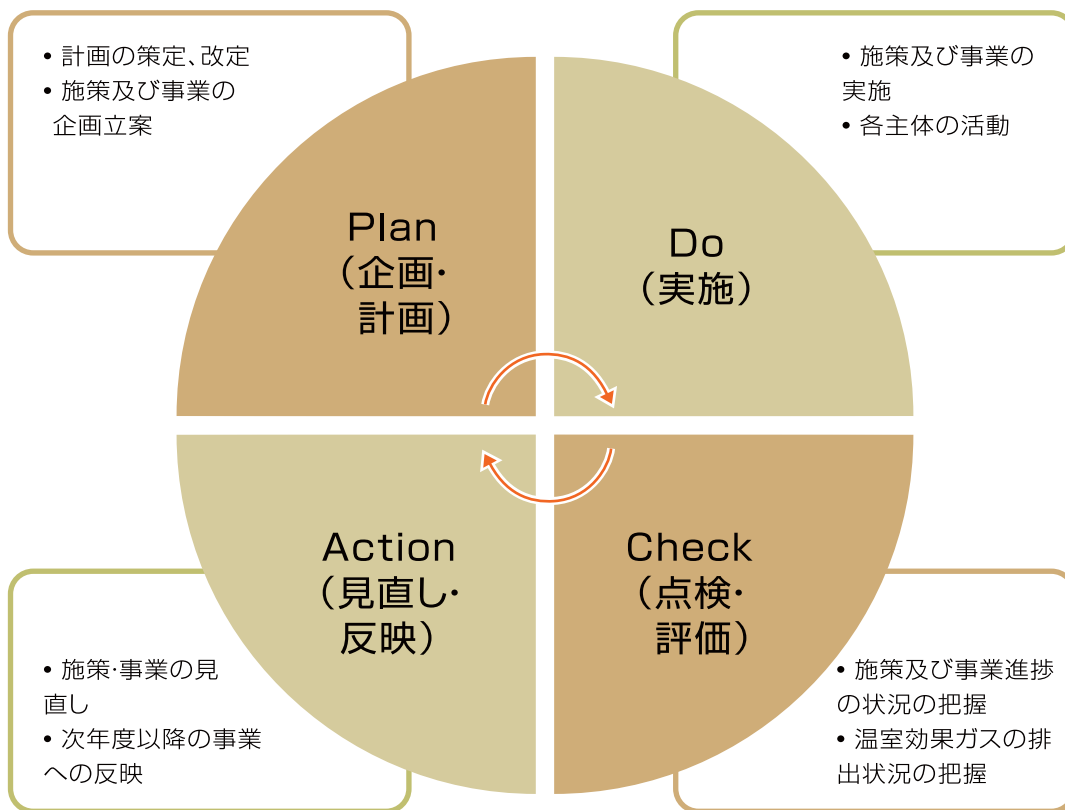 • 計画の策定、改定
• 施策及び事業の
企画立案
• 施策及び事業の
実施
• 各主体の活動
Plan
（企画・
計画）
Do
（実施）
Action
（見直し・
反映）
Check
（点検・
評価）
• 施策・事業の見
直し
• 次年度以降の事業
への反映
• 施策及び事業進捗
の状況の把握
• 温室効果ガスの排
出状況の把握